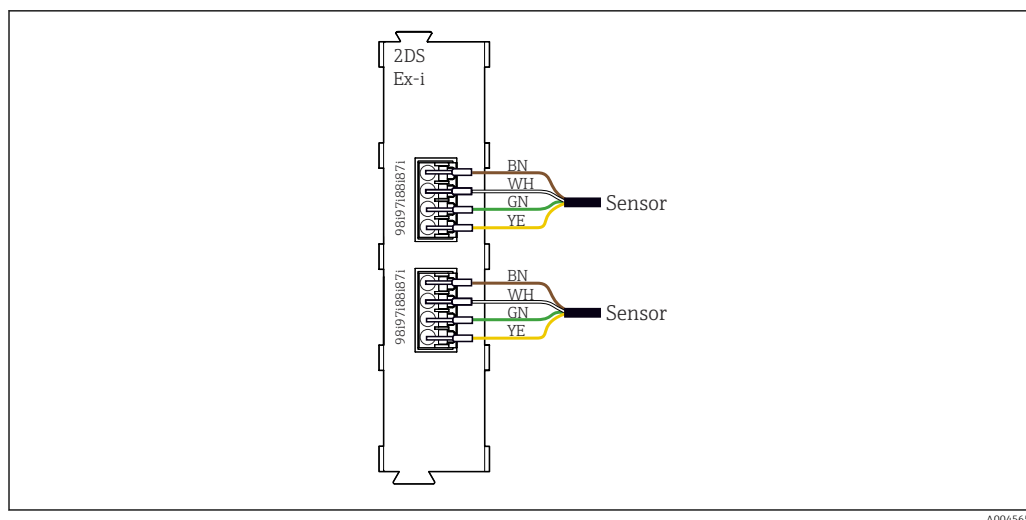 2DS
Ex-i
98i97i88i87i
BN
WH
GN
YE
Sensor
98i97i88i87i
BN
WH
GN
YE
Sensor